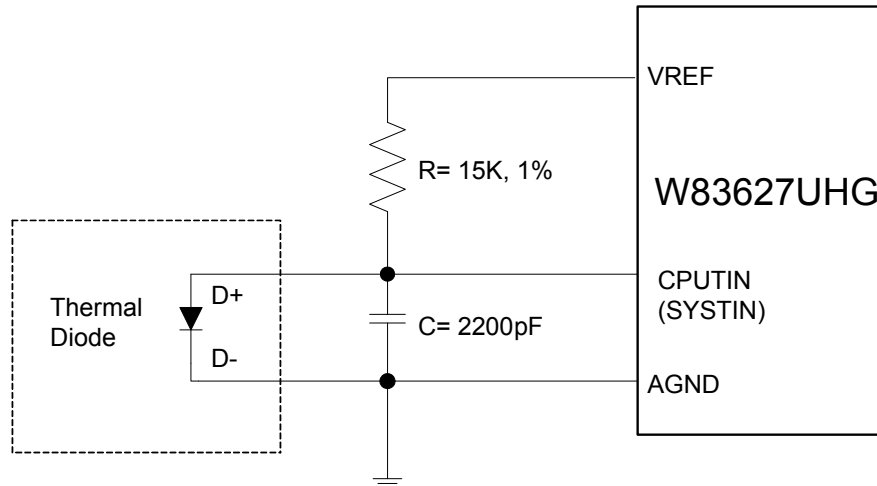 VREF
R= 15K, 1%
W83627UHG
Thermal
Diode
D+
D-
CPUTIN
(SYSTIN)
C= 2200pF
AGND